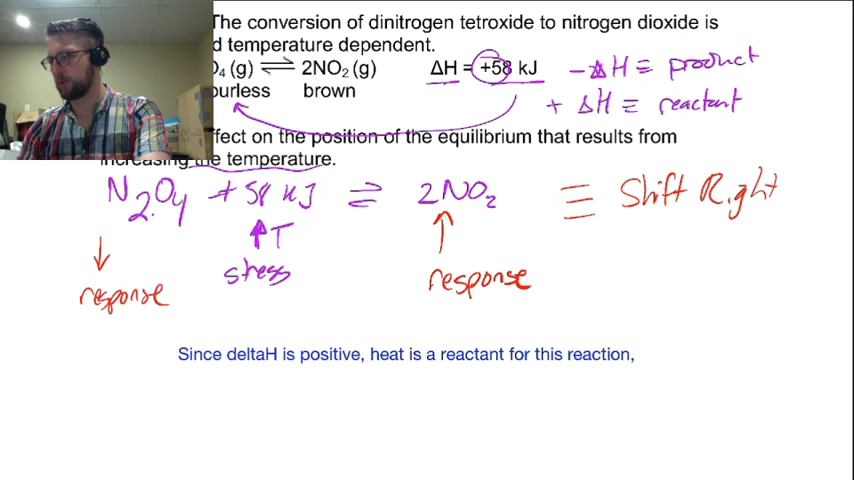 The conversion of dinitrogen tetroxide to nitrogen dioxide is
d temperature dependent.
O₄ (g) ⇌ 2NO₂ (g) ΔH = +58 kJ - ΔH ≡ product
ourless brown + ΔH ≡ reactant
ffect on the position of the equilibrium that results from
increasing the temperature.
N₂O₄ + 58 kJ ⇌ 2NO₂ ≡ Shift Right
↓ ↑ T ↑
response stress response
Since deltaH is positive, heat is a reactant for this reaction,